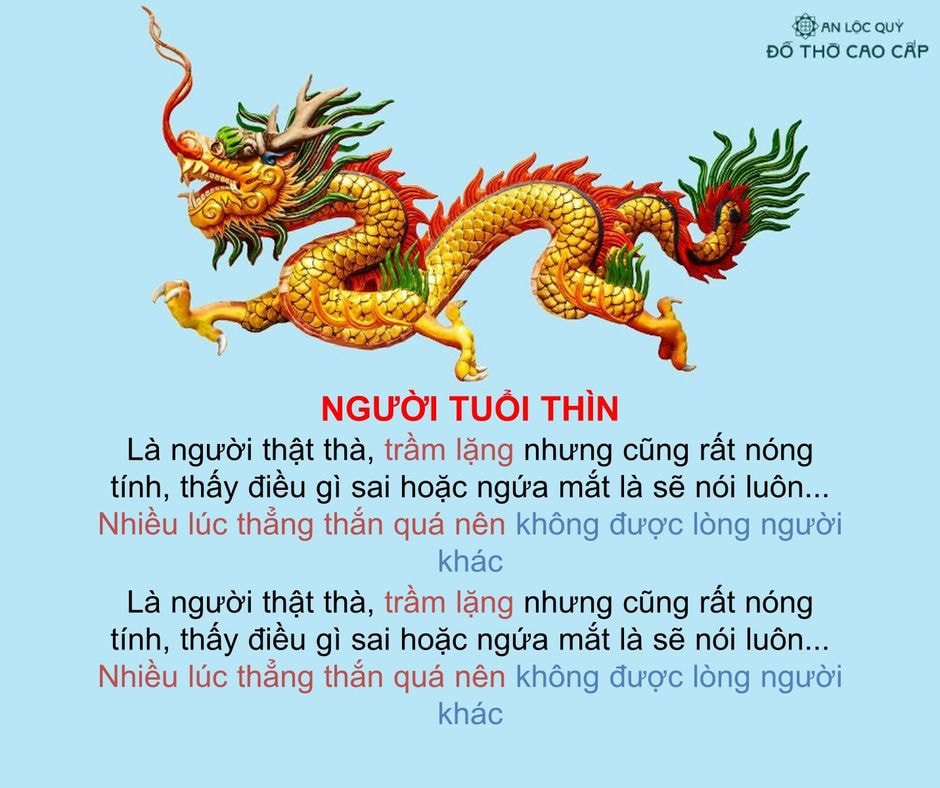 AN LỘC QUÝ
ĐỒ THỜ CAO CẤP
NGƯỜI TUỔI THÌN
Là người thật thà, trầm lặng nhưng cũng rất nóng
tính, thấy điều gì sai hoặc ngứa mắt là sẽ nói luôn...
Nhiều lúc thẳng thắn quá nên không được lòng người
khác
Là người thật thà, trầm lặng nhưng cũng rất nóng
tính, thấy điều gì sai hoặc ngứa mắt là sẽ nói luôn...
Nhiều lúc thẳng thắn quá nên không được lòng người
khác